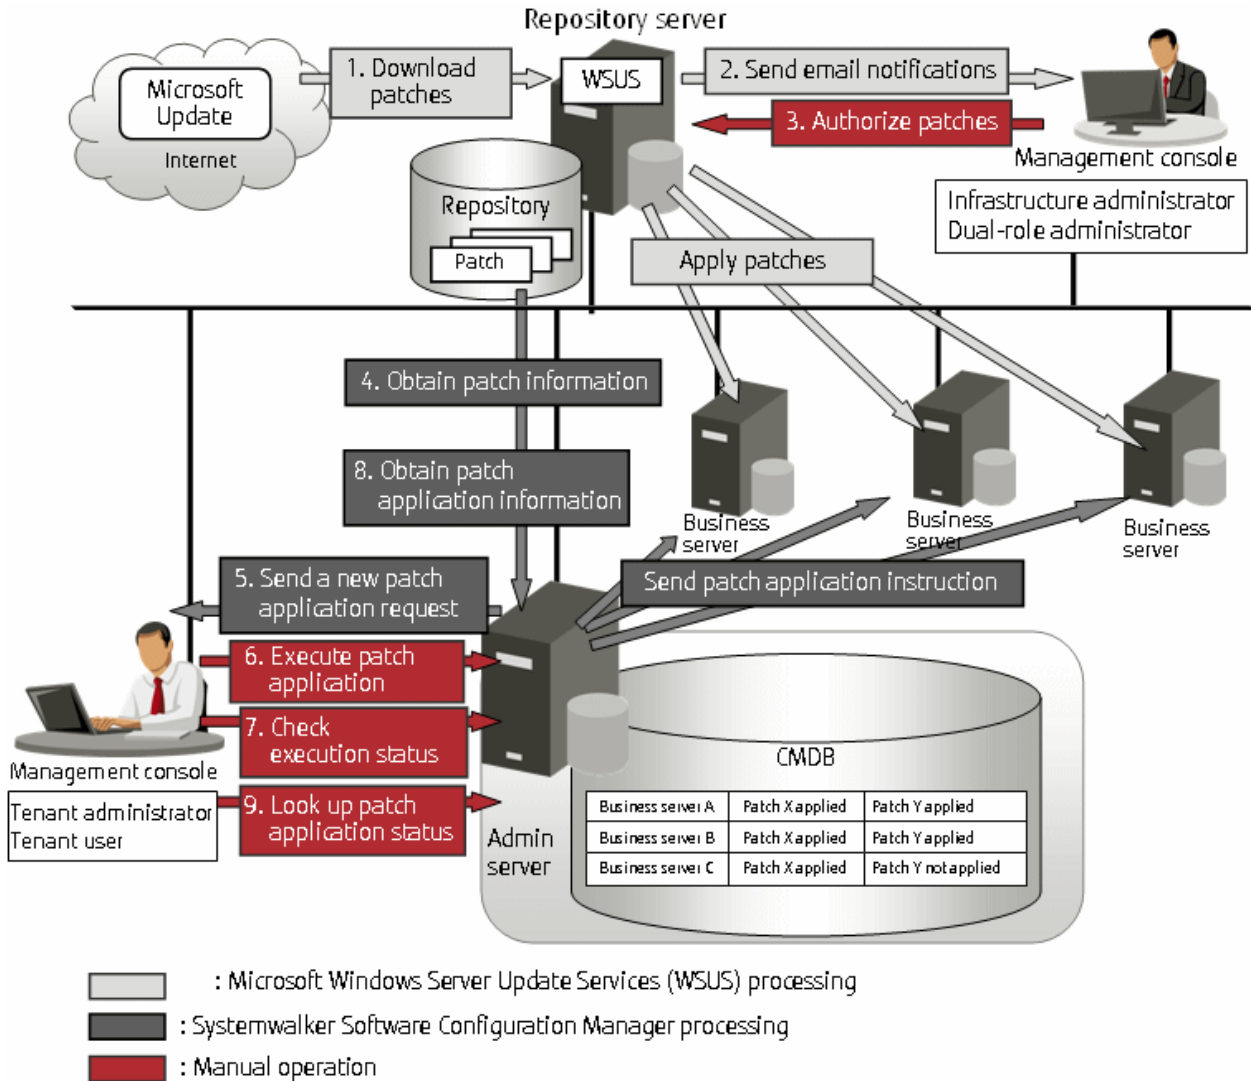 Repository server
Microsoft
Update
Internet
1. Download
patches
WSUS
2. Send email notifications
3. Authorize patches
Management console
Infrastructure administrator
Dual-role administrator
Repository
Patch
Apply patches
4. Obtain patch information
8. Obtain patch
application information
Business
server
Business
server
Business
server
5. Send a new patch
application request
Send patch application instruction
6. Execute patch
application
7. Check
execution status
Management console
Tenant administrator
Tenant user
9. Look up patch
application status
Admin
server
CMDB
Business server A Patch X applied Patch Y applied
Business server B Patch X applied Patch Y applied
Business server C Patch X applied Patch Y not applied
: Microsoft Windows Server Update Services (WSUS) processing
: Systemwalker Software Configuration Manager processing
: Manual operation